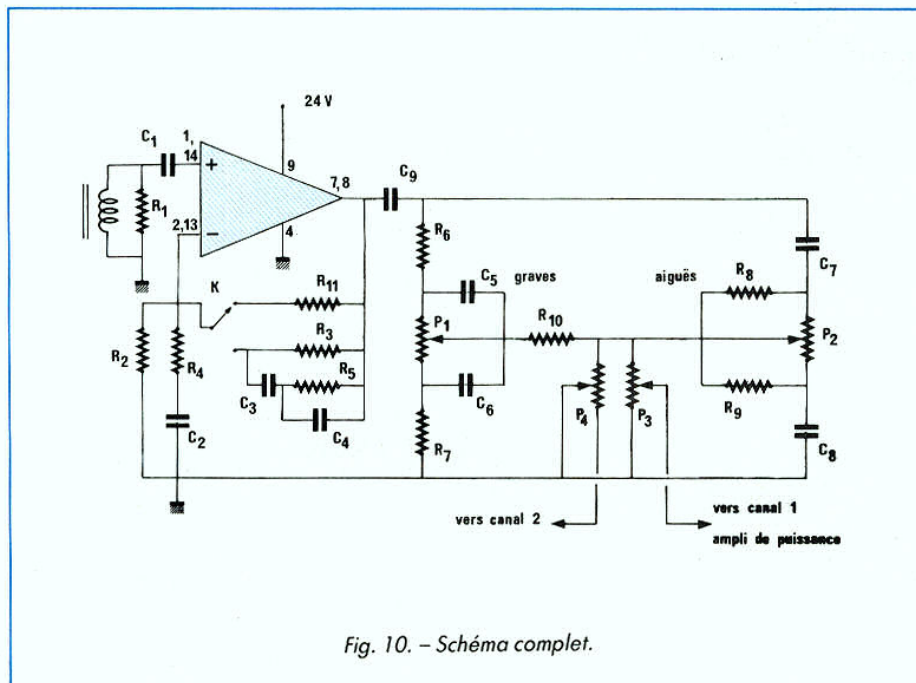 24 V
C1
1,
14
+
9
7, 8
C9
R1
2,13
−
4
R6
C7
K
C5
graves
aiguës
R8
R11
P1
R10
P2
R2
R4
R3
R5
C3
C6
R9
C4
P4
P3
C2
R7
C8
vers canal 2
vers canal 1
ampli de puissance
Fig. 10. – Schéma complet.